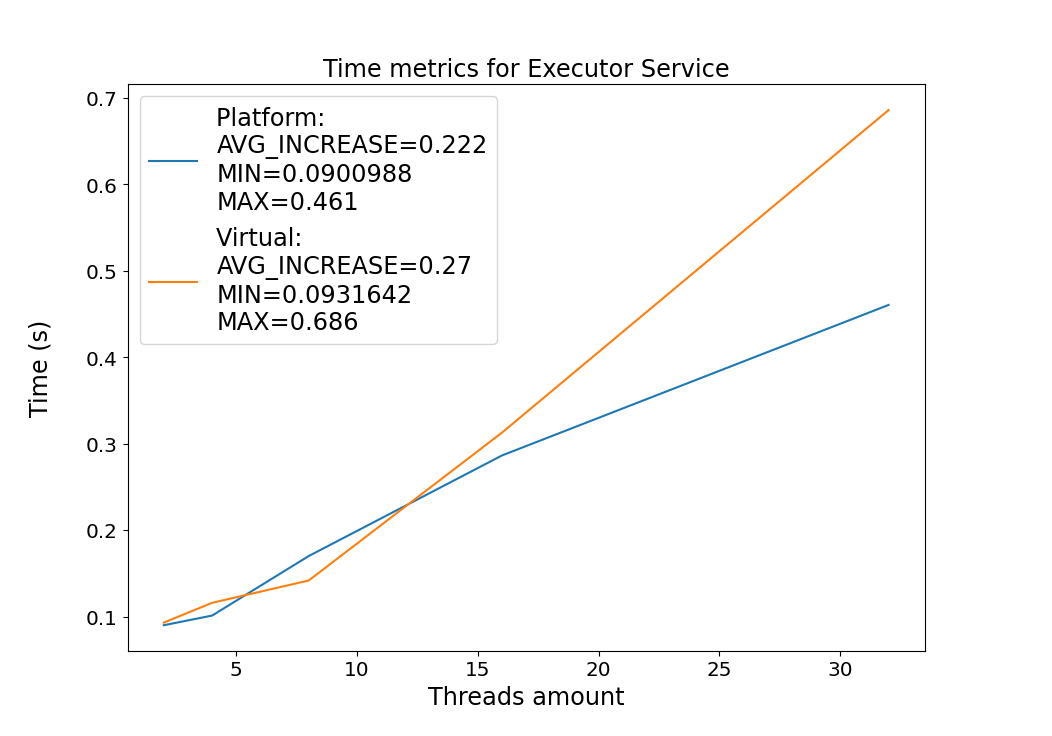 Time metrics for Executor Service
Platform:
AVG_INCREASE=0.222
MIN=0.0900988
MAX=0.461
Virtual:
AVG_INCREASE=0.27
MIN=0.0931642
MAX=0.686
0.7
0.6
0.5
0.4
0.3
0.2
0.1
Time (s)
5 10 15 20 25 30
Threads amount